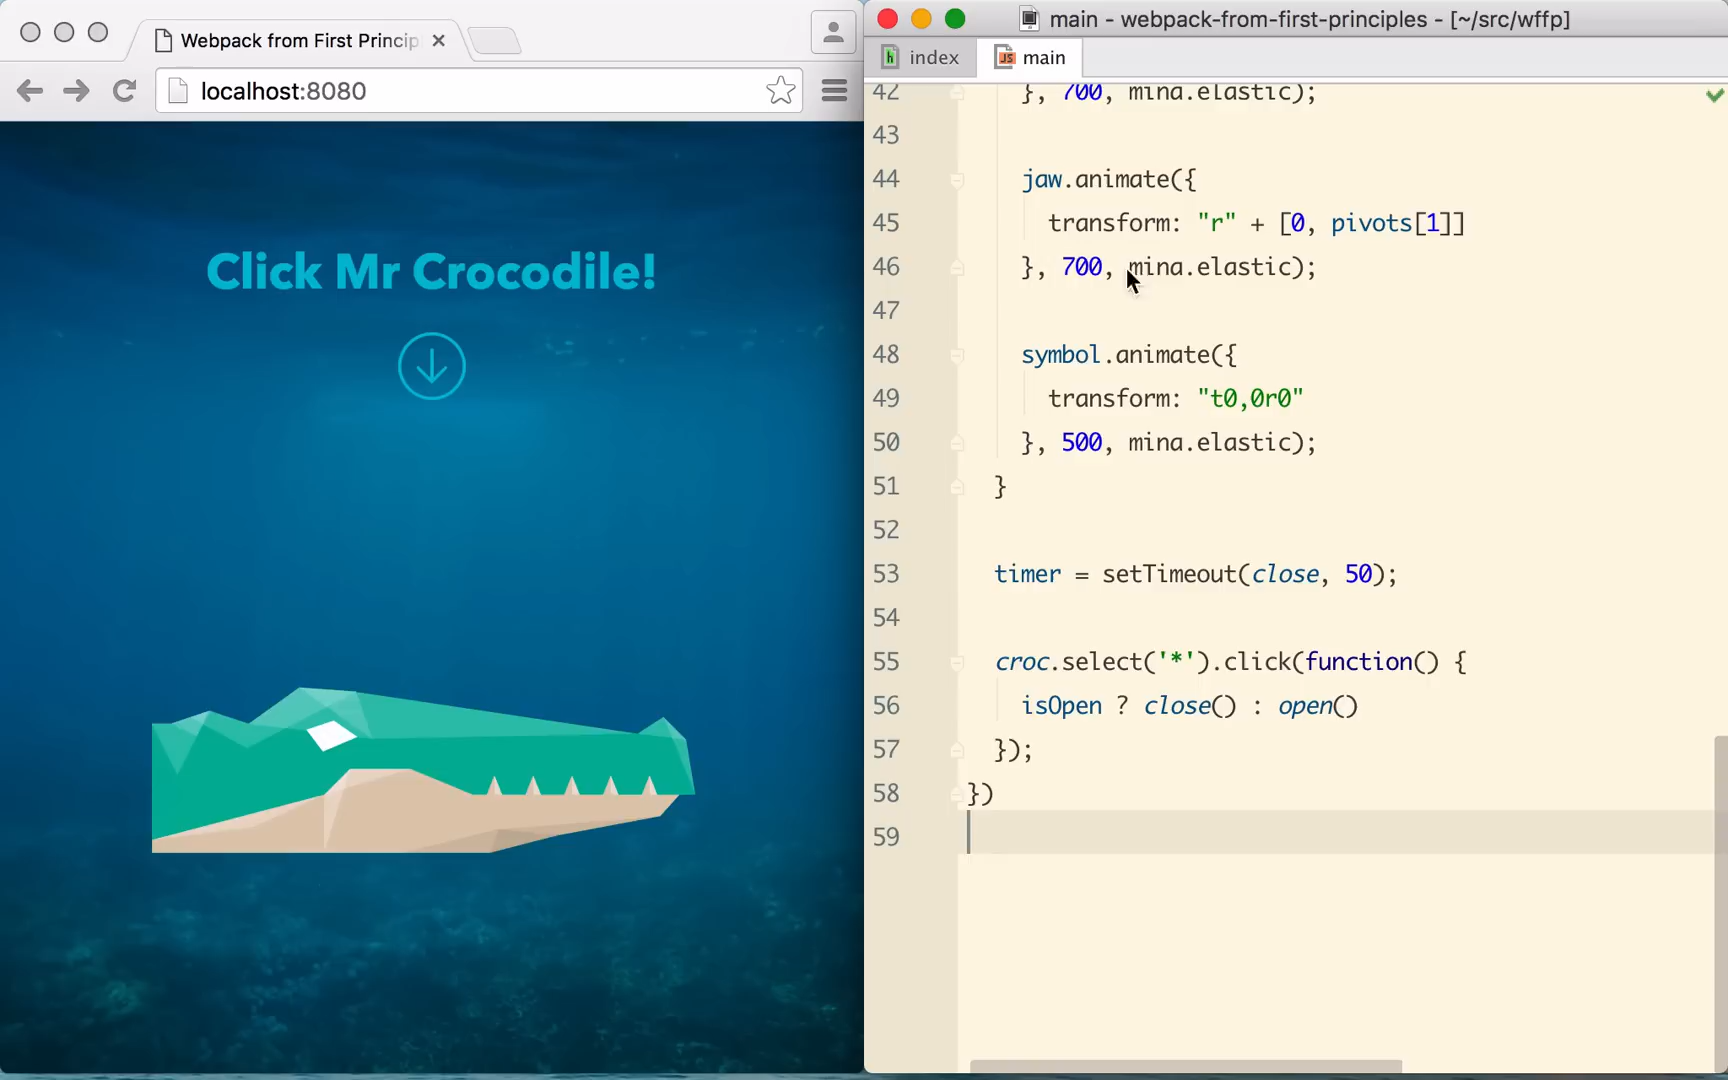 Webpack from First Princip
localhost:8080
Click Mr Crocodile!
main - webpack-from-first-principles - [~/src/wffp]
index
main
42 }, 700, mina.elastic);
43
44 jaw.animate({
45 transform: "r" + [0, pivots[1]]
46 }, 700, mina.elastic);
47
48 symbol.animate({
49 transform: "t0,0r0"
50 }, 500, mina.elastic);
51 }
52
53 timer = setTimeout(close, 50);
54
55 croc.select('*').click(function() {
56 isOpen ? close() : open()
57 });
58 })
59